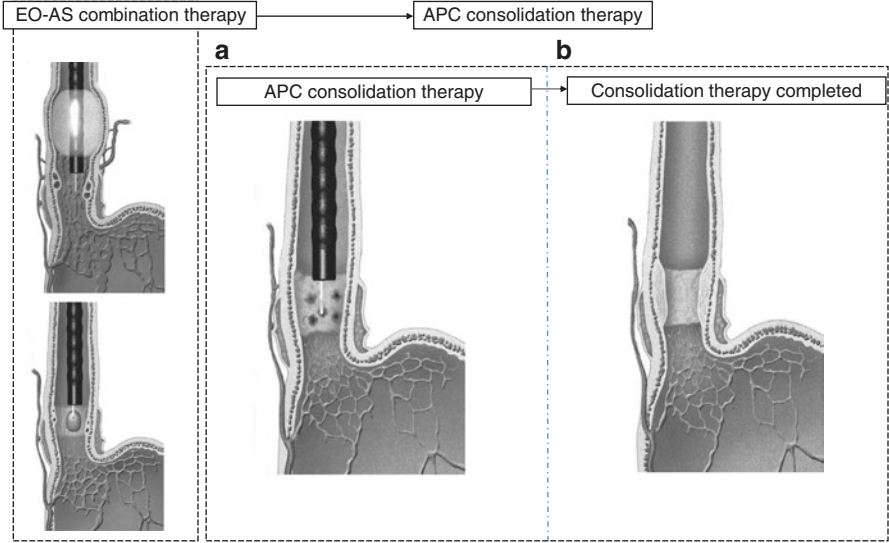 EO-AS combination therapy
APC consolidation therapy
a
b
APC consolidation therapy
Consolidation therapy completed